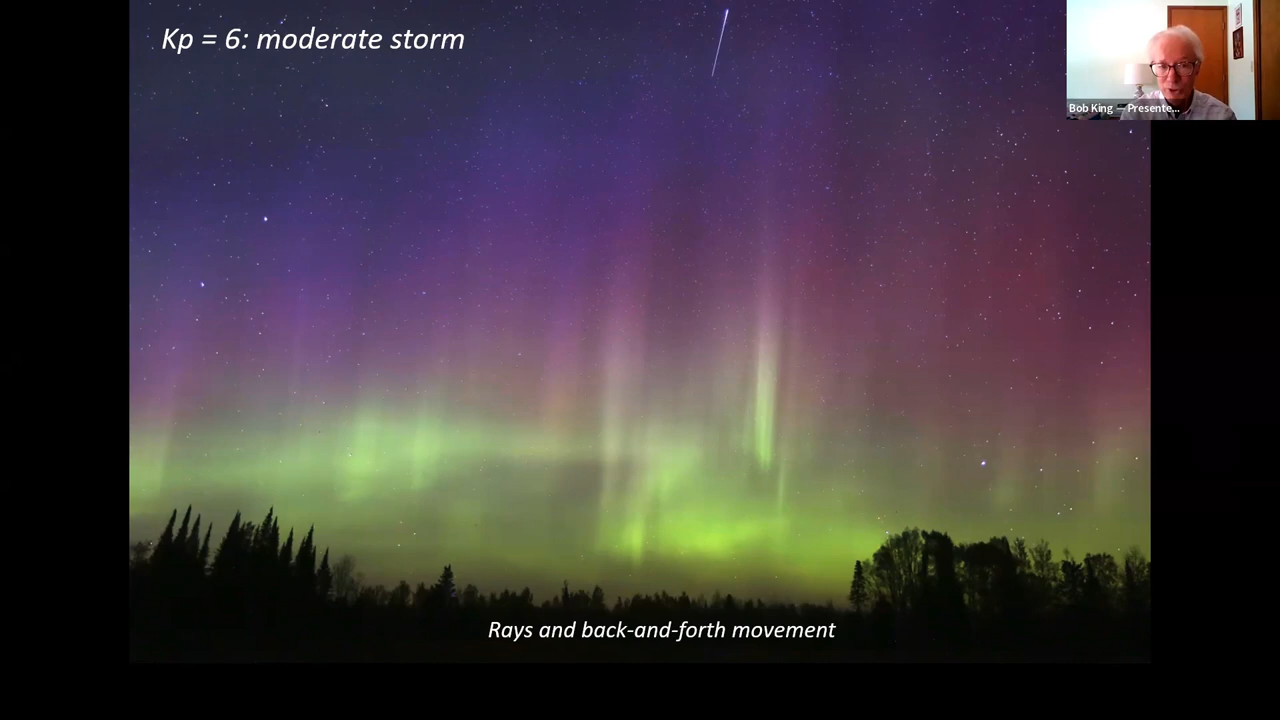 Kp = 6: moderate storm
Bob King — Presente...
Rays and back-and-forth movement